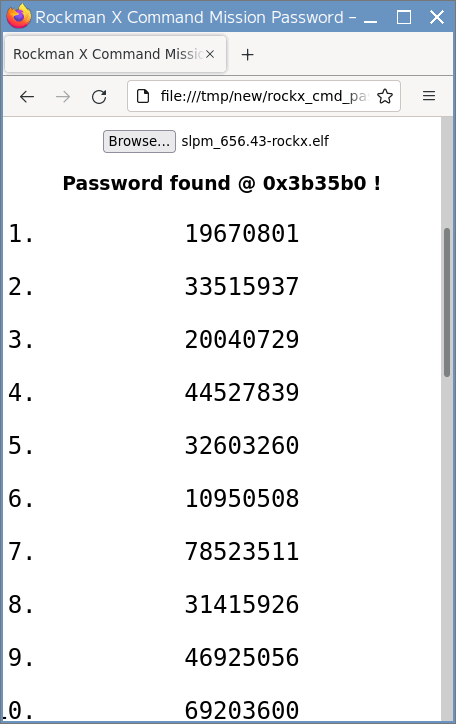 Rockman X Command Mission Password –
Rockman X Command Missio
file:///tmp/new/rockx_cmd_pa
Browse... slpm_656.43-rockx.elf
Password found @ 0x3b35b0 !
1. 19670801
2. 33515937
3. 20040729
4. 44527839
5. 32603260
6. 10950508
7. 78523511
8. 31415926
9. 46925056
10. 69203600